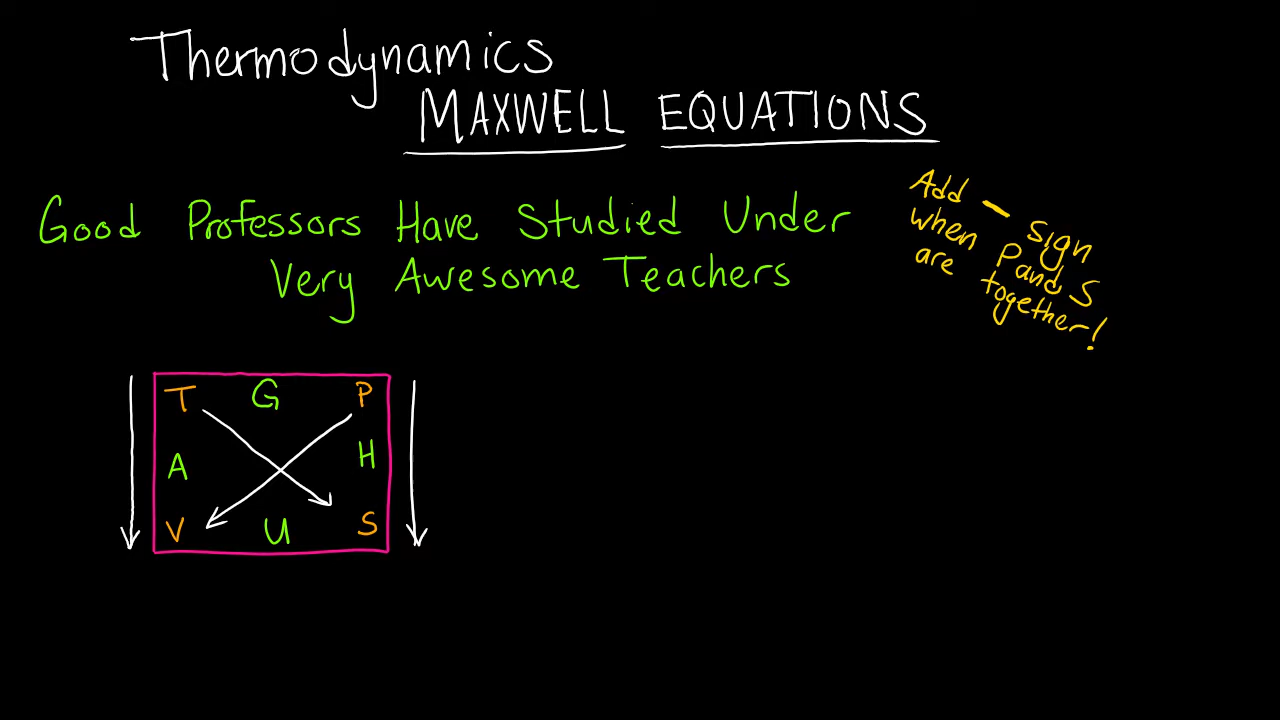 Thermodynamics
MAXWELL EQUATIONS
Good Professors Have Studied Under
Very Awesome Teachers
Add – sign
when P and S
are together!
T G P
A H
V U S